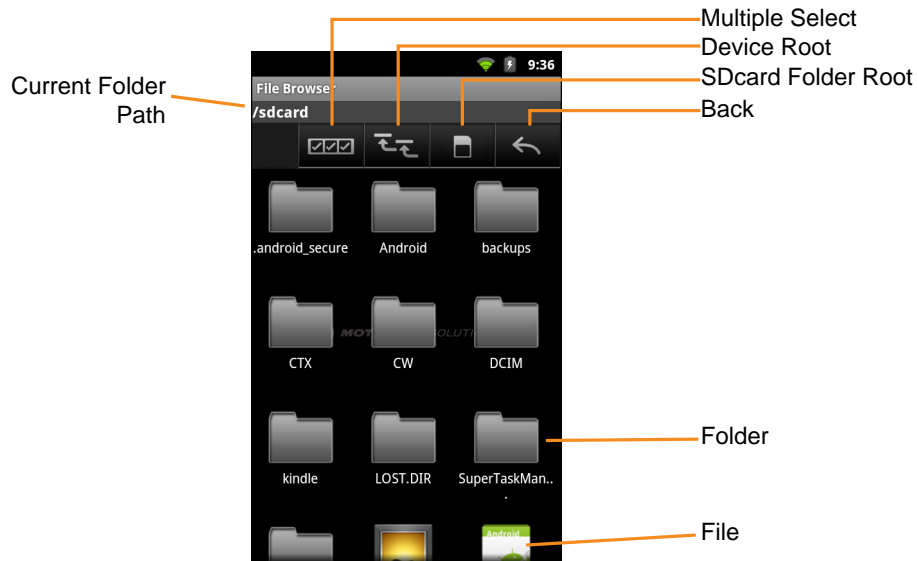 Multiple Select
Device Root
SDcard Folder Root
Back
Current Folder
Path
9:36
File Browser
/sdcard
.android_secure
Android
backups
CTX
CW
DCIM
kindle
LOST.DIR
SuperTaskMan..
.
Folder
File
Android